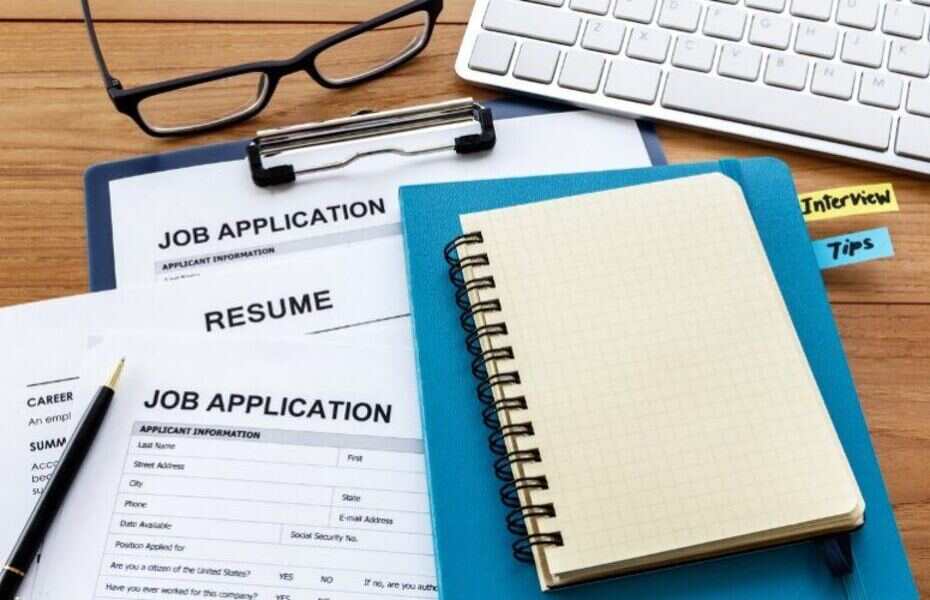 Z X C V B N M
D F G H J K
Interview
Tips
JOB APPLICATION
APPLICANT INFORMATION
RESUME
CAREER
An empl
SUMM
JOB APPLICATION
APPLICANT INFORMATION
Last Name First
Street Address
City State
Phone E-mail Address
Date Available Social Security No.
Position Applied for
Are you a citizen of the United States? YES NO If no, are you autho
Have you ever worked for this company? YES NO